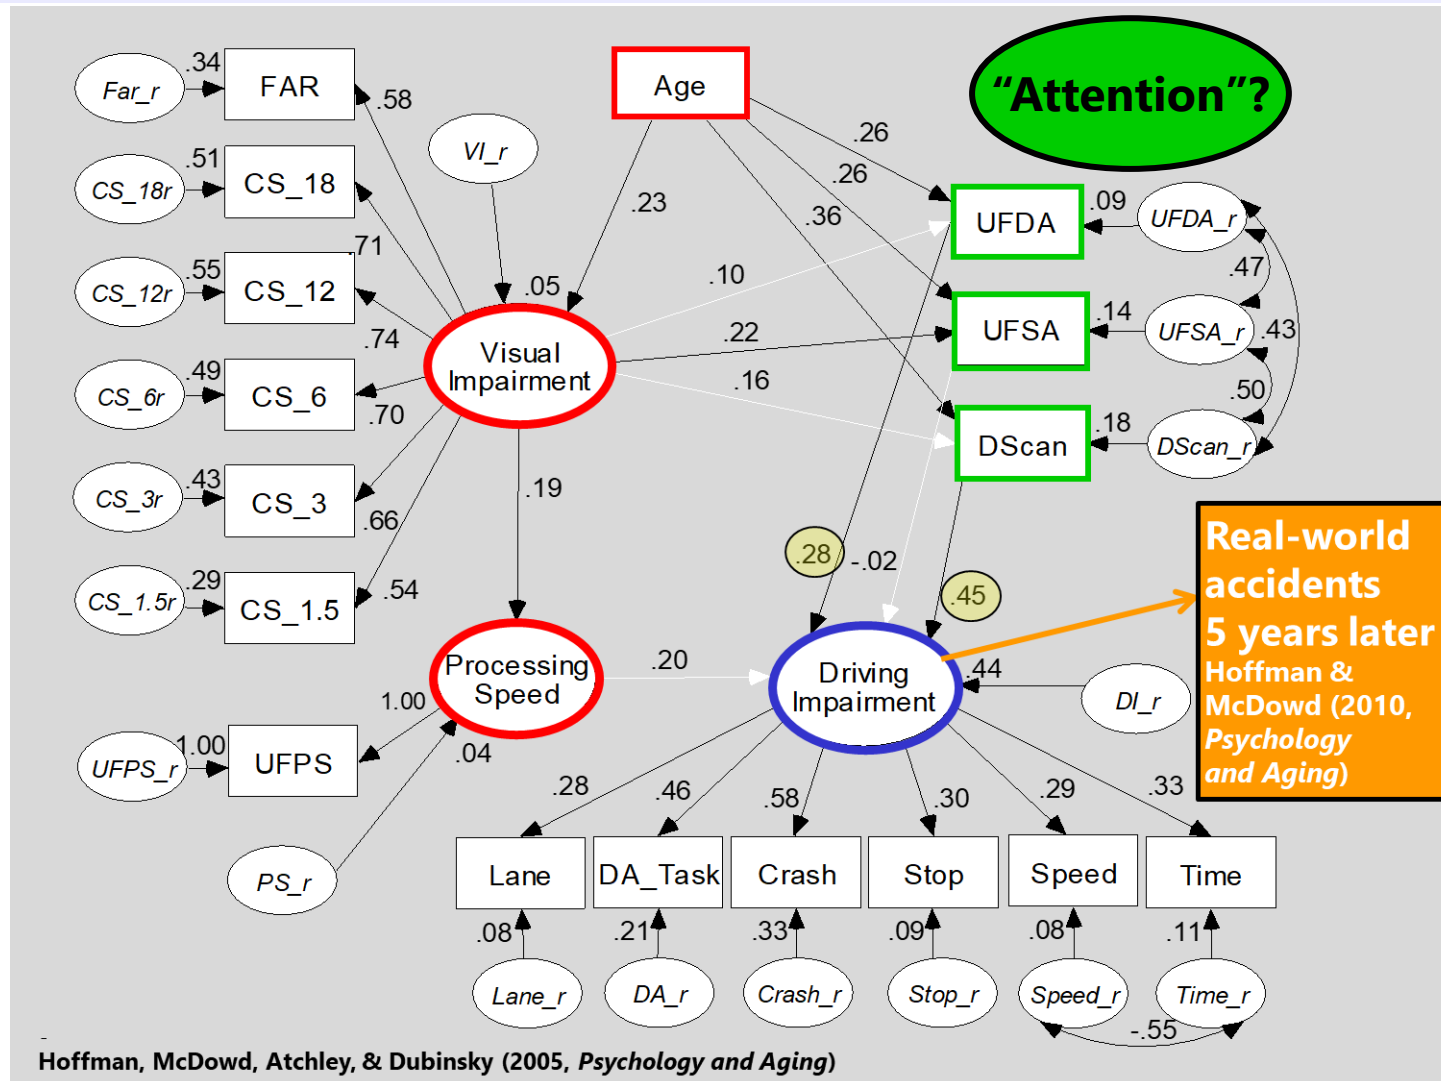 .34
Far_r
FAR
.58
Age
“Attention”?
VI_r
.26
.26
.36
.23
.51
CS_18r
CS_18
.71
.09
UFDA
UFDA_r
.47
.55
CS_12r
CS_12
.74
.05
.10
.14
UFSA
UFSA_r
.43
.22
Visual
Impairment
.16
.49
CS_6r
CS_6
.70
.50
.18
DScan
DScan_r
.43
CS_3r
CS_3
.66
.19
.28
-.02
.45
Real-world
accidents
5 years later
Hoffman &
McDowd (2010,
Psychology
and Aging)
.29
CS_1.5r
CS_1.5
.54
Processing
Speed
.20
Driving
Impairment
.44
DI_r
1.00
.04
1.00
UFPS_r
UFPS
PS_r
.28
.46
.58
.30
.29
.33
Lane
DA_Task
Crash
Stop
Speed
Time
.08
.21
.33
.09
.08
.11
Lane_r
DA_r
Crash_r
Stop_r
Speed_r
Time_r
-.55
Hoffman, McDowd, Atchley, & Dubinsky (2005, Psychology and Aging)